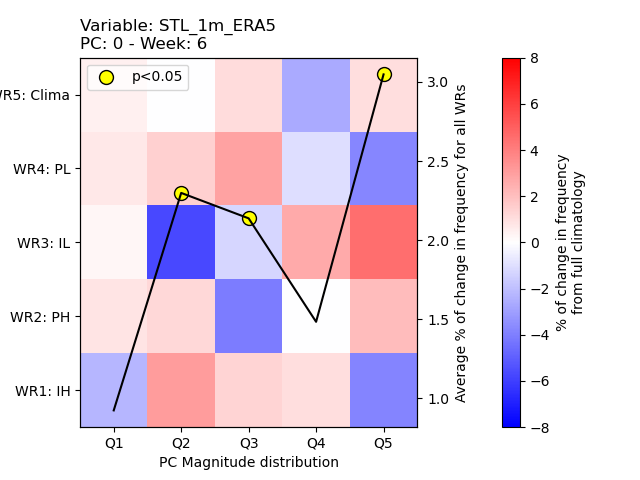 Variable: STL_1m_ERA5
PC: 0 - Week: 6
p<0.05
WR5: Clima
WR4: PL
WR3: IL
WR2: PH
WR1: IH
Q1 Q2 Q3 Q4 Q5
PC Magnitude distribution
3.0
2.5
2.0
1.5
1.0
Average % of change in frequency for all WRs
8
6
4
2
0
−2
−4
−6
−8
% of change in frequency
from full climatology